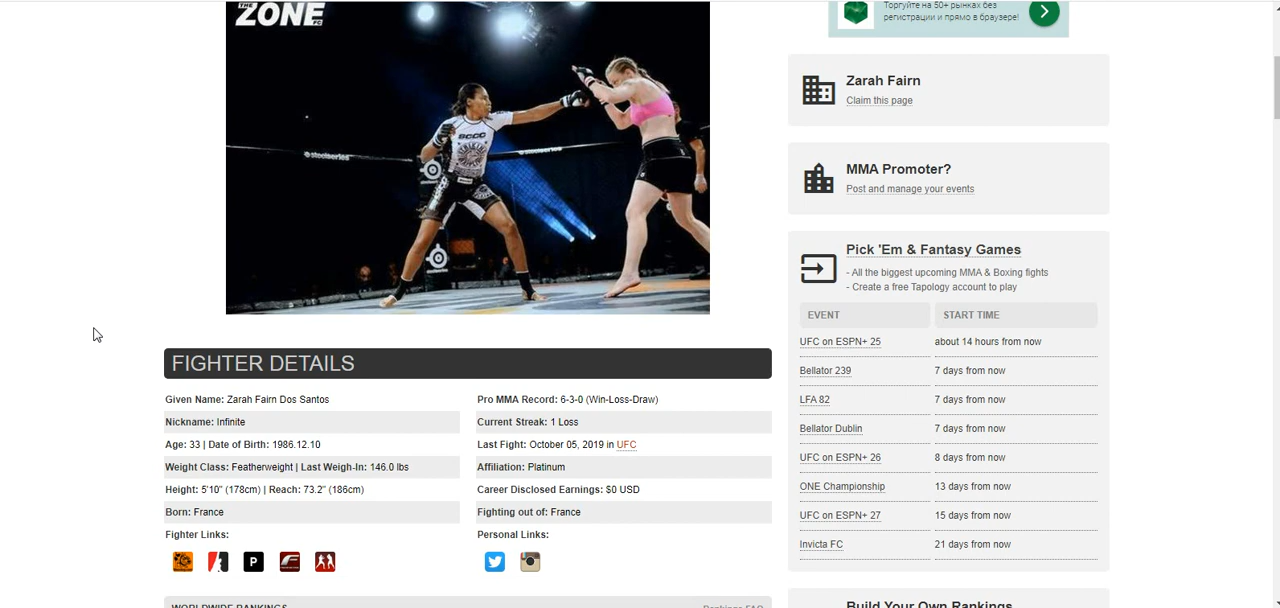 THE
ZONE
FC
SCCC
steelseries
steelseries
FIGHTER DETAILS
Given Name: Zarah Fairn Dos Santos
Nickname: Infinite
Age: 33 | Date of Birth: 1986.12.10
Weight Class: Featherweight | Last Weigh-In: 146.0 lbs
Height: 5'10" (178cm) | Reach: 73.2" (186cm)
Born: France
Fighter Links:
P
Pro MMA Record: 6-3-0 (Win-Loss-Draw)
Current Streak: 1 Loss
Last Fight: October 05, 2019 in UFC
Affiliation: Platinum
Career Disclosed Earnings: $0 USD
Fighting out of: France
Personal Links:
WORLDWIDE RANKINGS
Rankings FAQ
Торгуйте на 50+ рынках без
регистрации и прямо в браузере!
Zarah Fairn
Claim this page
MMA Promoter?
Post and manage your events
Pick 'Em & Fantasy Games
- All the biggest upcoming MMA & Boxing fights
- Create a free Tapology account to play
EVENT START TIME
UFC on ESPN+ 25 about 14 hours from now
Bellator 239 7 days from now
LFA 82 7 days from now
Bellator Dublin 7 days from now
UFC on ESPN+ 26 8 days from now
ONE Championship 13 days from now
UFC on ESPN+ 27 15 days from now
Invicta FC 21 days from now
Build Your Own Rankings